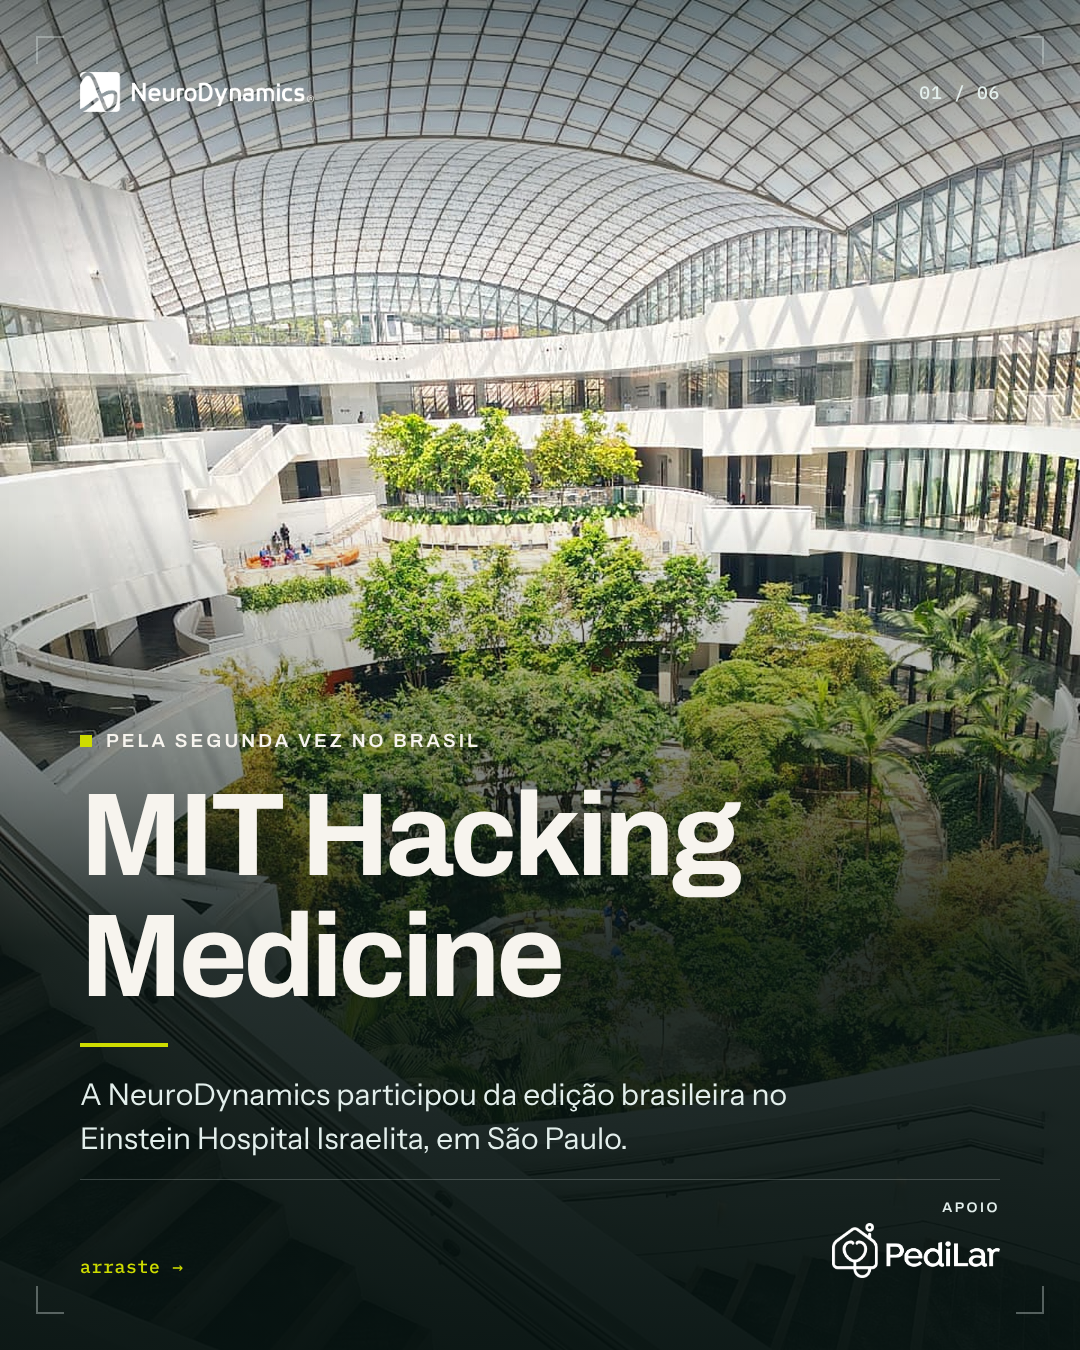 NeuroDynamics
01 / 06
PELA SEGUNDA VEZ NO BRASIL
MIT Hacking
Medicine
A NeuroDynamics participou da edição brasileira no
Einstein Hospital Israelita, em São Paulo.
APOIO
PediLar
arraste →